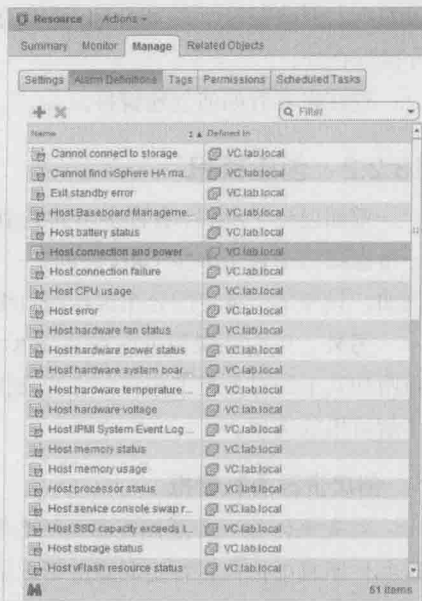 Resource Actions
Summary Monitor Manage Related Objects
Settings Alarm Definitions Tags Permissions Scheduled Tasks
Filter
Name 1 ▲ Defined In
Cannot connect to storage VC.lab.local
Cannot find vSphere HA ma... VC.lab.local
Exit standby error VC.lab.local
Host Baseboard Manageme... VC.lab.local
Host battery status VC.lab.local
Host connection and power ... VC.lab.local
Host connection failure VC.lab.local
Host CPU usage VC.lab.local
Host error VC.lab.local
Host hardware fan status VC.lab.local
Host hardware power status VC.lab.local
Host hardware system boar... VC.lab.local
Host hardware temperature ... VC.lab.local
Host hardware voltage VC.lab.local
Host IPMI System Event Log ... VC.lab.local
Host memory status VC.lab.local
Host memory usage VC.lab.local
Host processor status VC.lab.local
Host service console swap r... VC.lab.local
Host SSD capacity exceeds t... VC.lab.local
Host storage status VC.lab.local
Host vFlash resource status VC.lab.local
51 items